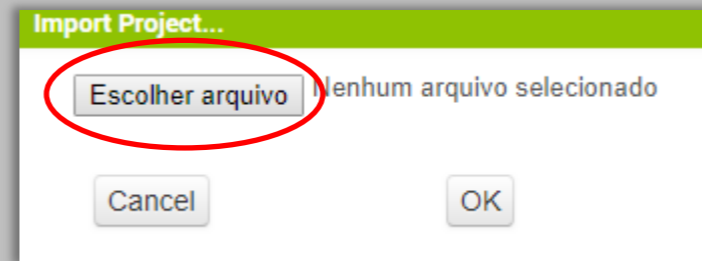 Import Project...
Escolher arquivo Nenhum arquivo selecionado
Cancel OK